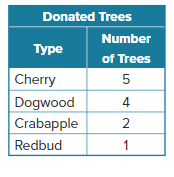 Donated Trees
Type Number of Trees
Cherry 5
Dogwood 4
Crabapple 2
Redbud 1